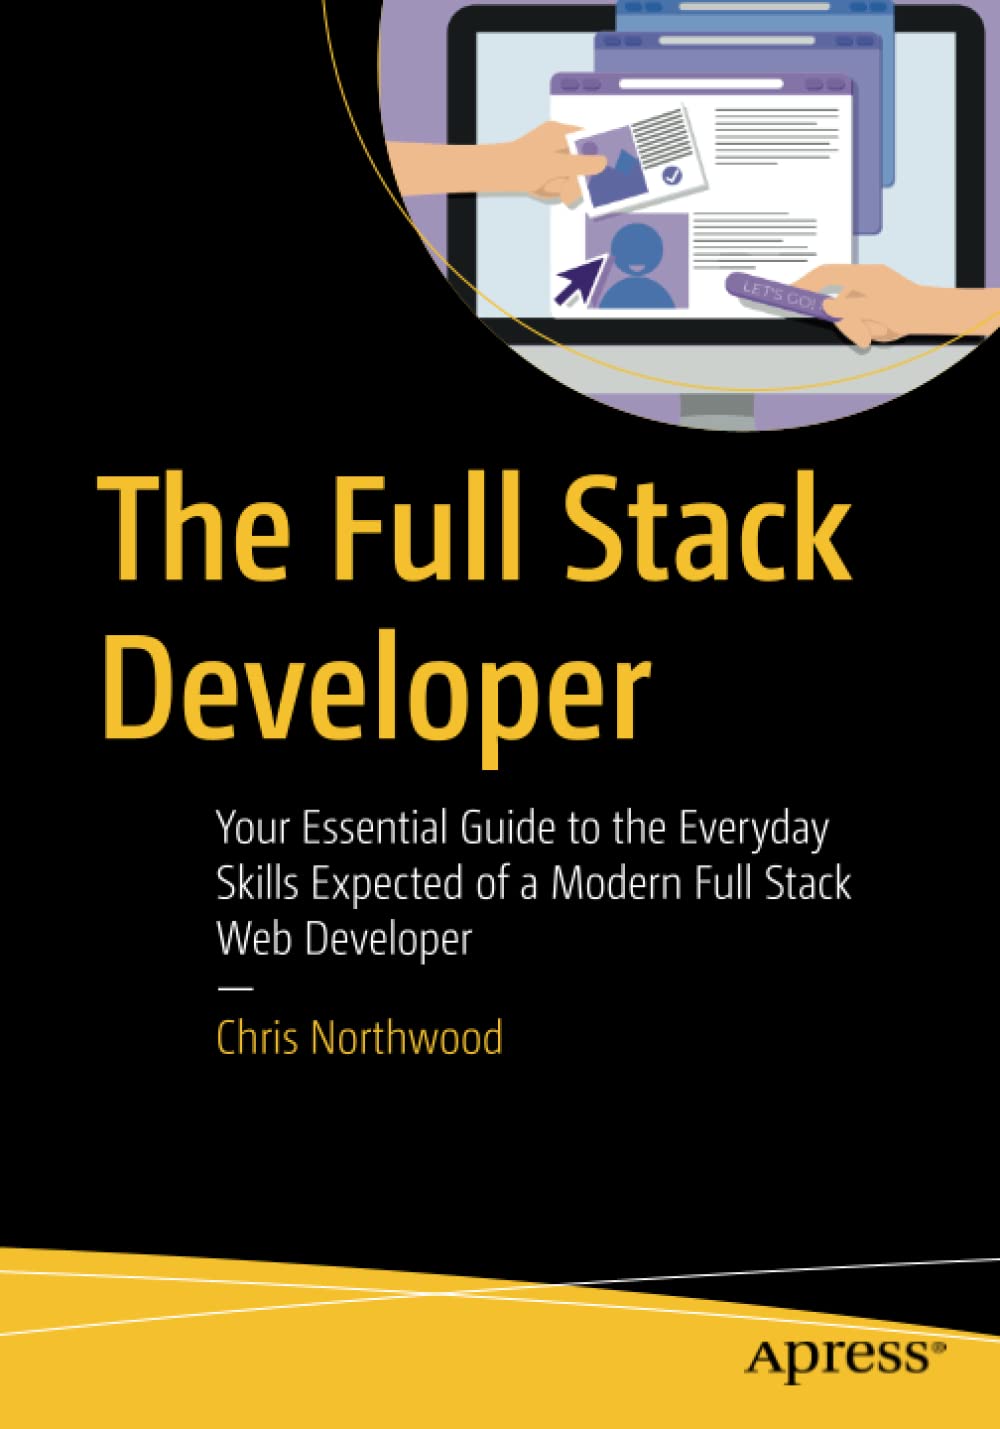 LET'S GO!
The Full Stack
Developer
Your Essential Guide to the Everyday
Skills Expected of a Modern Full Stack
Web Developer
—
Chris Northwood
Apress®